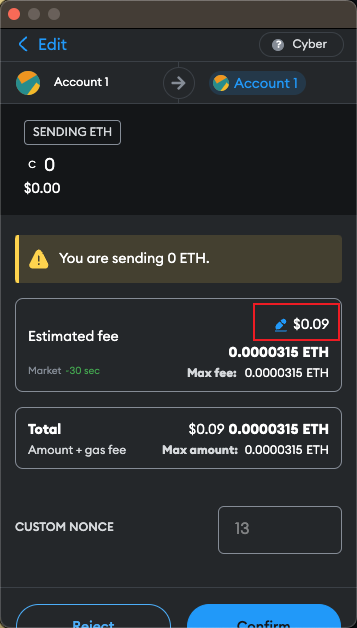 Edit
? Cyber
Account 1
Account 1
SENDING ETH
C 0
$0.00
You are sending 0 ETH.
$0.09
Estimated fee
0.0000315 ETH
Market ~30 sec
Max fee: 0.0000315 ETH
Total
$0.09 0.0000315 ETH
Amount + gas fee
Max amount: 0.0000315 ETH
CUSTOM NONCE
13
Reject
Confirm